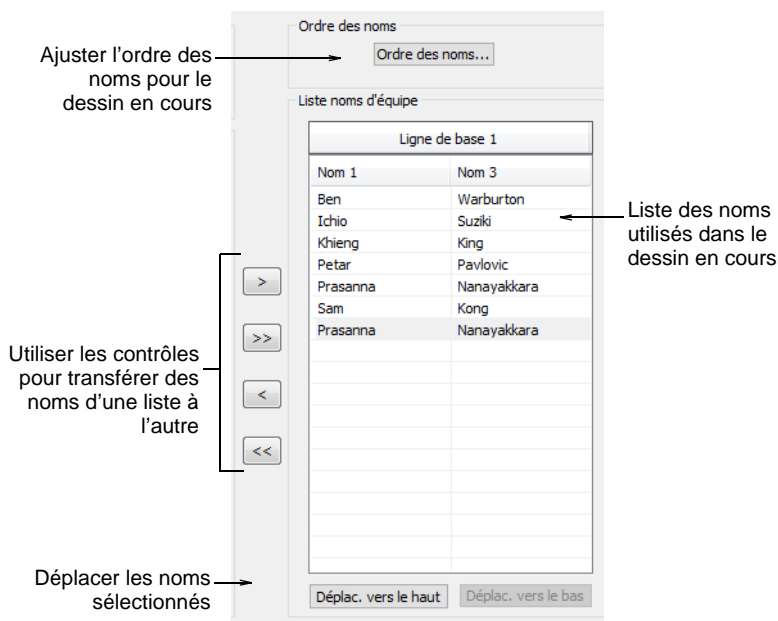 Ordre des noms
Ajuster l'ordre des
noms pour le
dessin en cours
Ordre des noms...
Liste noms d'équipe
Ligne de base 1
Nom 1 Nom 3
Ben Warburton
Ichio Suziki
Khieng King
Petar Pavlovic
Prasanna Nanayakkara
Sam Kong
Prasanna Nanayakkara
Liste des noms
utilisés dans le
dessin en cours
>
>>
<
<<
Utiliser les contrôles
pour transférer des
noms d'une liste à
l'autre
Déplacer les noms
sélectionnés
Déplac. vers le haut Déplac. vers le bas